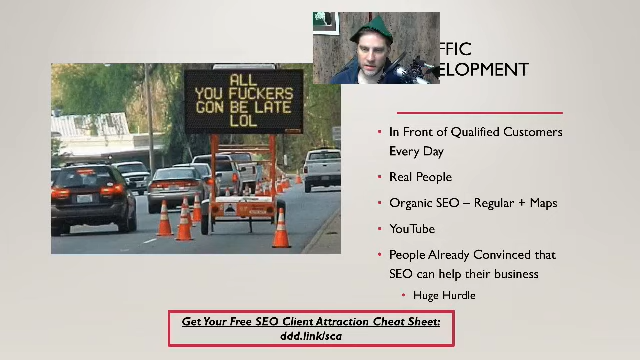 FFIC
ELOPMENT
ALL
YOU FUCKERS
GON BE LATE
LOL
• In Front of Qualified Customers
Every Day
• Real People
• Organic SEO – Regular + Maps
• YouTube
• People Already Convinced that
SEO can help their business
• Huge Hurdle
Get Your Free SEO Client Attraction Cheat Sheet:
ddd.link/sca